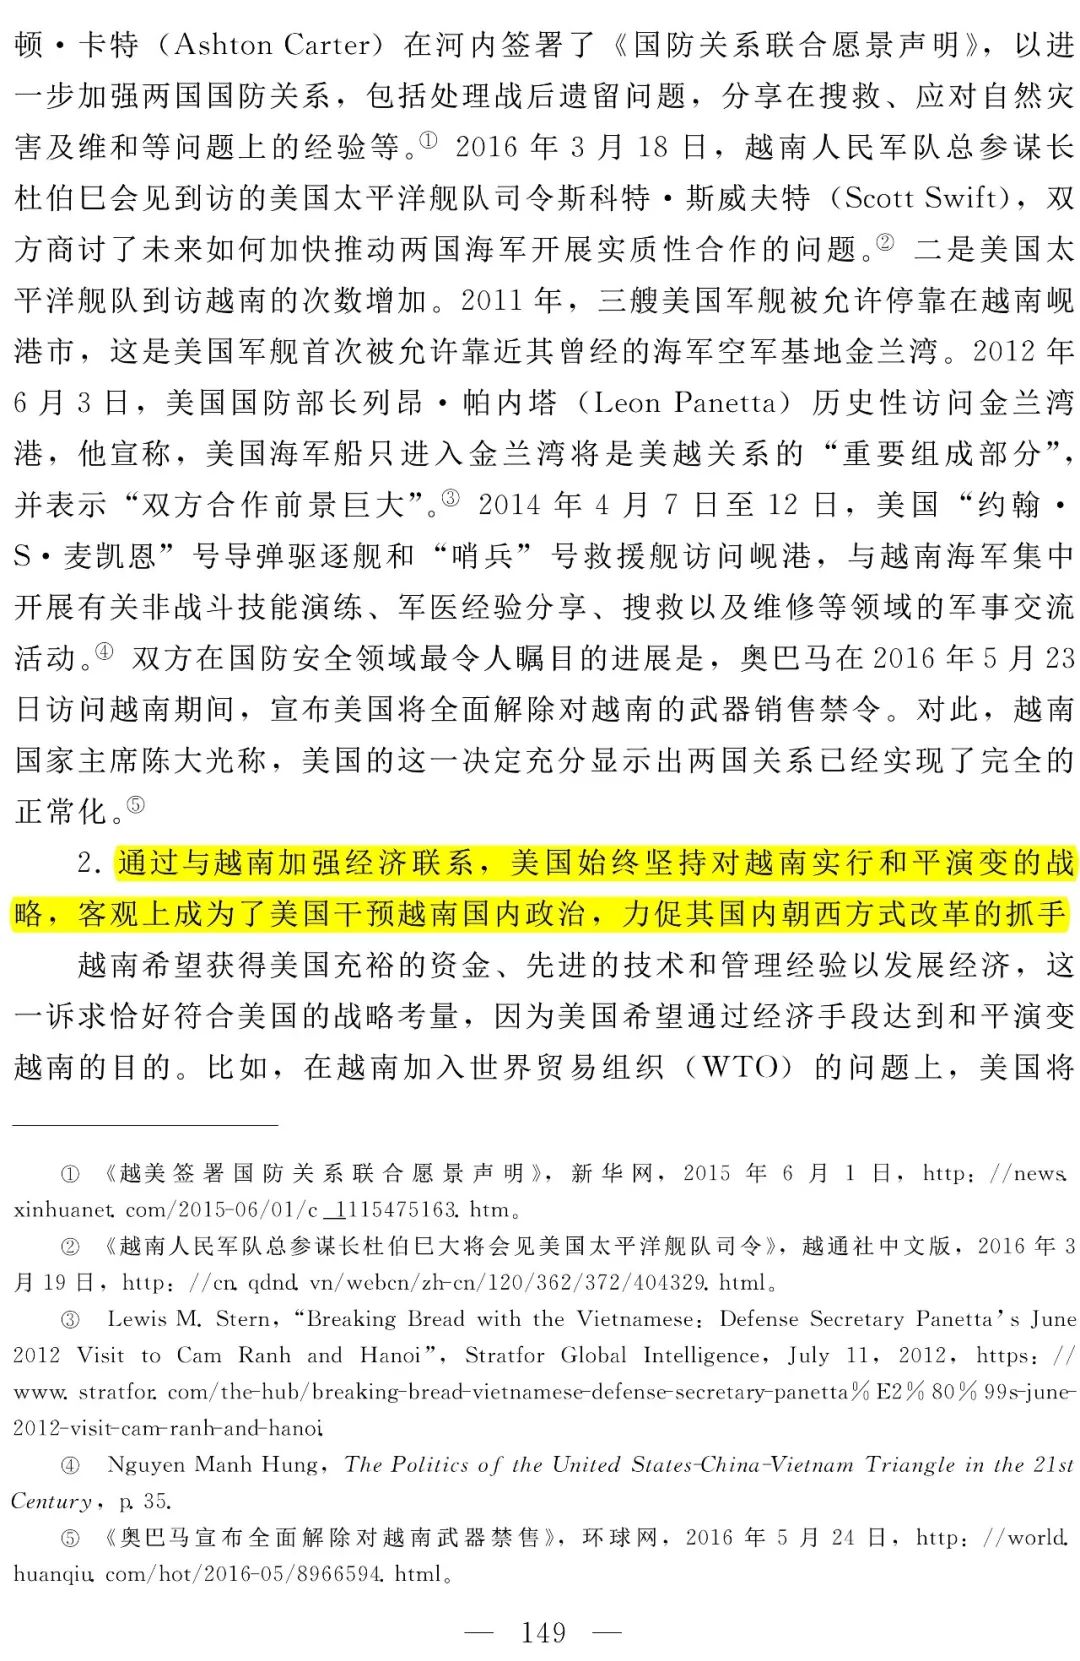 顿·卡特（Ashton Carter）在河内签署了《国防关系联合愿景声明》，以进
一步加强两国国防关系，包括处理战后遗留问题，分享在搜救、应对自然灾
害及维和等问题上的经验等。① 2016 年 3 月 18 日，越南人民军队总参谋长
杜伯巳会见到访的美国太平洋舰队司令斯科特·斯威夫特（Scott Swift），双
方商讨了未来如何加快推动两国海军开展实质性合作的问题。② 二是美国太
平洋舰队到访越南的次数增加。2011 年，三艘美国军舰被允许停靠在越南岘
港市，这是美国军舰首次被允许靠近其曾经的海军空军基地金兰湾。2012 年
6 月 3 日，美国国防部长列昂·帕内塔（Leon Panetta）历史性访问金兰湾
港，他宣称，美国海军船只进入金兰湾将是美越关系的“重要组成部分”，
并表示“双方合作前景巨大”。③ 2014 年 4 月 7 日至 12 日，美国“约翰·
S·麦凯恩”号导弹驱逐舰和“哨兵”号救援舰访问岘港，与越南海军集中
开展有关非战斗技能演练、军医经验分享、搜救以及维修等领域的军事交流
活动。④ 双方在国防安全领域最令人瞩目的进展是，奥巴马在 2016 年 5 月 23
日访问越南期间，宣布美国将全面解除对越南的武器销售禁令。对此，越南
国家主席陈大光称，美国的这一决定充分显示出两国关系已经实现了完全的
正常化。⑤
2. 通过与越南加强经济联系，美国始终坚持对越南实行和平演变的战
略，客观上成为了美国干预越南国内政治，力促其国内朝西方式改革的抓手
越南希望获得美国充裕的资金、先进的技术和管理经验以发展经济，这
一诉求恰好符合美国的战略考量，因为美国希望通过经济手段达到和平演变
越南的目的。比如，在越南加入世界贸易组织（WTO）的问题上，美国将
① 《越美签署国防关系联合愿景声明》，新华网，2015 年 6 月 1 日，http：//news.
xinhuanet. com/2015-06/01/c_1115475163. htm。
② 《越南人民军队总参谋长杜伯巳大将会见美国太平洋舰队司令》，越通社中文版，2016 年 3
月 19 日，http：//cn. qdnd. vn/webcn/zh-cn/120/362/372/404329. html。
③ Lewis M. Stern，“Breaking Bread with the Vietnamese：Defense Secretary Panetta’s June
2012 Visit to Cam Ranh and Hanoi”，Stratfor Global Intelligence，July 11，2012，https：//
www. stratfor. com/the-hub/breaking-bread-vietnamese-defense-secretary-panetta％E2％80％99s-june-
2012-visit-cam-ranh-and-hanoi.
④ Nguyen Manh Hung，The Politics of the United States-China-Vietnam Triangle in the 21st
Century，p. 35.
⑤ 《奥巴马宣布全面解除对越南武器禁售》，环球网，2016 年 5 月 24 日，http：//world.
huanqiu. com/hot/2016-05/8966594. html。
— 149 —